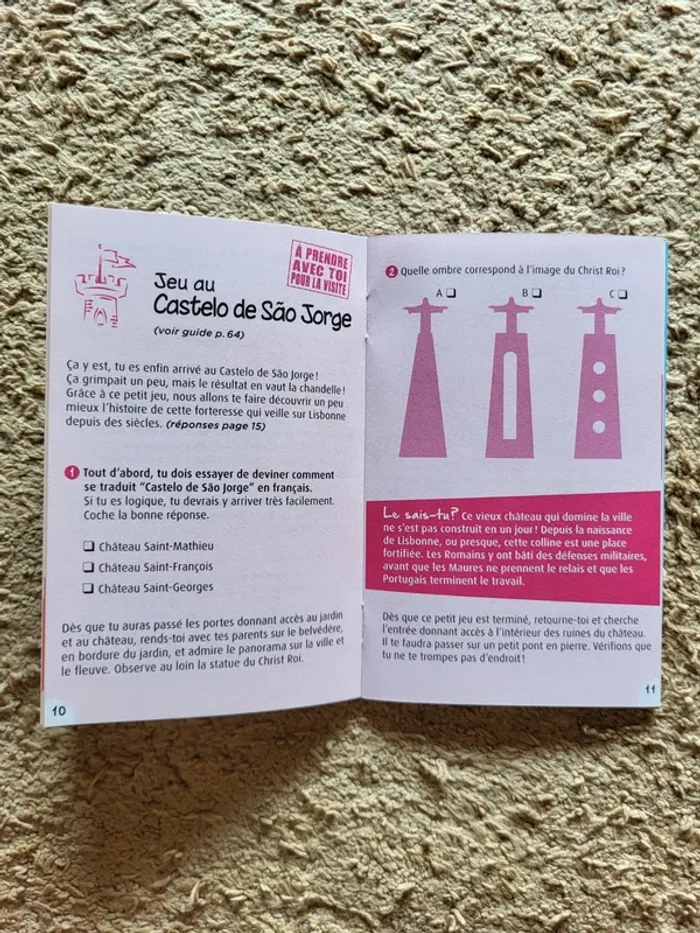 À PRENDRE
AVEC TOI
POUR LA VISITE
Jeu au
Castelo de São Jorge
(voir guide p. 64)
Ça y est, tu es enfin arrivé au Castelo de São Jorge !
Ça grimpait un peu, mais le résultat en vaut la chandelle !
Grâce à ce petit jeu, nous allons te faire découvrir un peu
mieux l'histoire de cette forteresse qui veille sur Lisbonne
depuis des siècles. (réponses page 15)
1 Tout d'abord, tu dois essayer de deviner comment
se traduit "Castelo de São Jorge" en français.
Si tu es logique, tu devrais y arriver très facilement.
Coche la bonne réponse.
❑ Château Saint-Mathieu
❑ Château Saint-François
❑ Château Saint-Georges
Dès que tu auras passé les portes donnant accès au jardin
et au château, rends-toi avec tes parents sur le belvédère,
en bordure du jardin, et admire le panorama sur la ville et
le fleuve. Observe au loin la statue du Christ Roi.
10
2 Quelle ombre correspond à l'image du Christ Roi ?
A ❑ B ❑ C ❑
Le sais-tu? Ce vieux château qui domine la ville
ne s'est pas construit en un jour ! Depuis la naissance
de Lisbonne, ou presque, cette colline est une place
fortifiée. Les Romains y ont bâti des défenses militaires,
avant que les Maures ne prennent le relais et que les
Portugais terminent le travail.
Dès que ce petit jeu est terminé, retourne-toi et cherche
l'entrée donnant accès à l'intérieur des ruines du château.
Il te faudra passer sur un petit pont en pierre. Vérifions que
tu ne te trompes pas d'endroit !
11